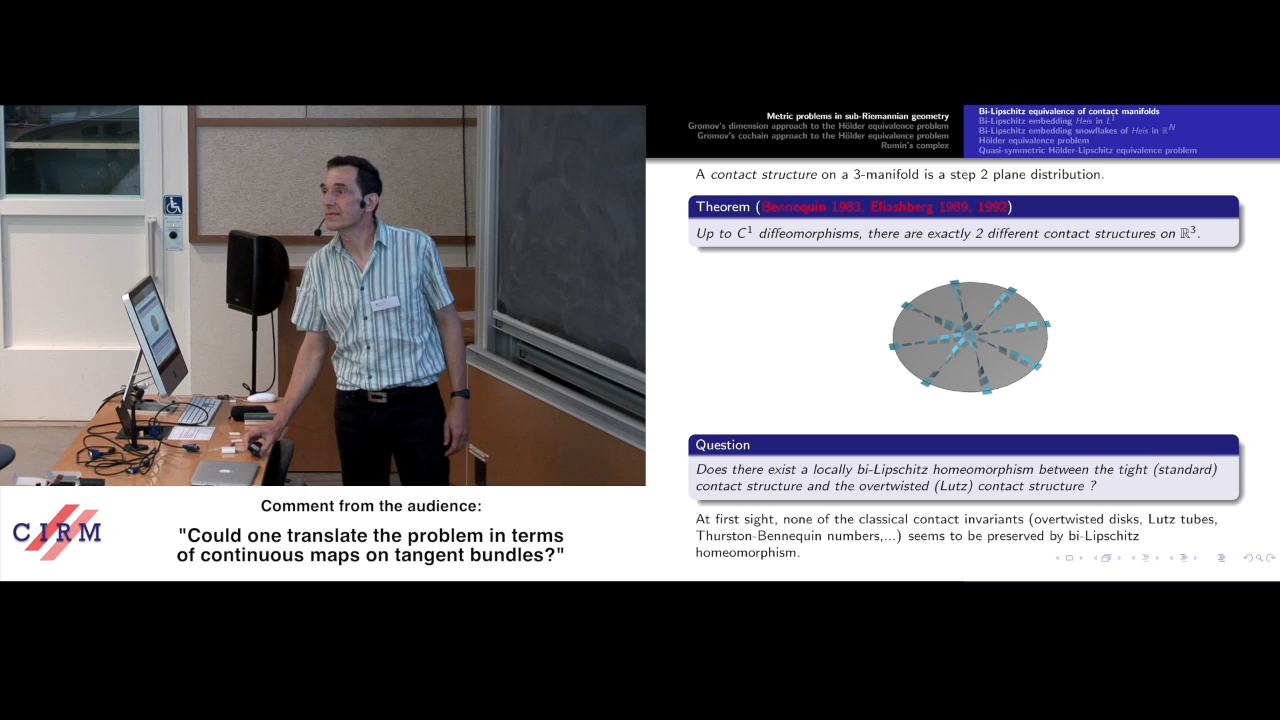 Metric problems in sub-Riemannian geometry
Gromov's dimension approach to the Hölder equivalence problem
Gromov's cochain approach to the Hölder equivalence problem
Rumin's complex
Bi-Lipschitz equivalence of contact manifolds
Bi-Lipschitz embedding Heis in L¹
Bi-Lipschitz embedding snowflakes of Heis in ℝᴺ
Hölder equivalence problem
Quasi-symmetric Hölder-Lipschitz equivalence problem
A contact structure on a 3-manifold is a step 2 plane distribution.
Theorem (Bennequin 1983, Eliashberg 1989, 1992)
Up to C¹ diffeomorphisms, there are exactly 2 different contact structures on ℝ³.
Question
Does there exist a locally bi-Lipschitz homeomorphism between the tight (standard)
contact structure and the overtwisted (Lutz) contact structure ?
At first sight, none of the classical contact invariants (overtwisted disks, Lutz tubes,
Thurston-Bennequin numbers,...) seems to be preserved by bi-Lipschitz
homeomorphism.
CIRM
Comment from the audience:
"Could one translate the problem in terms
of continuous maps on tangent bundles?"